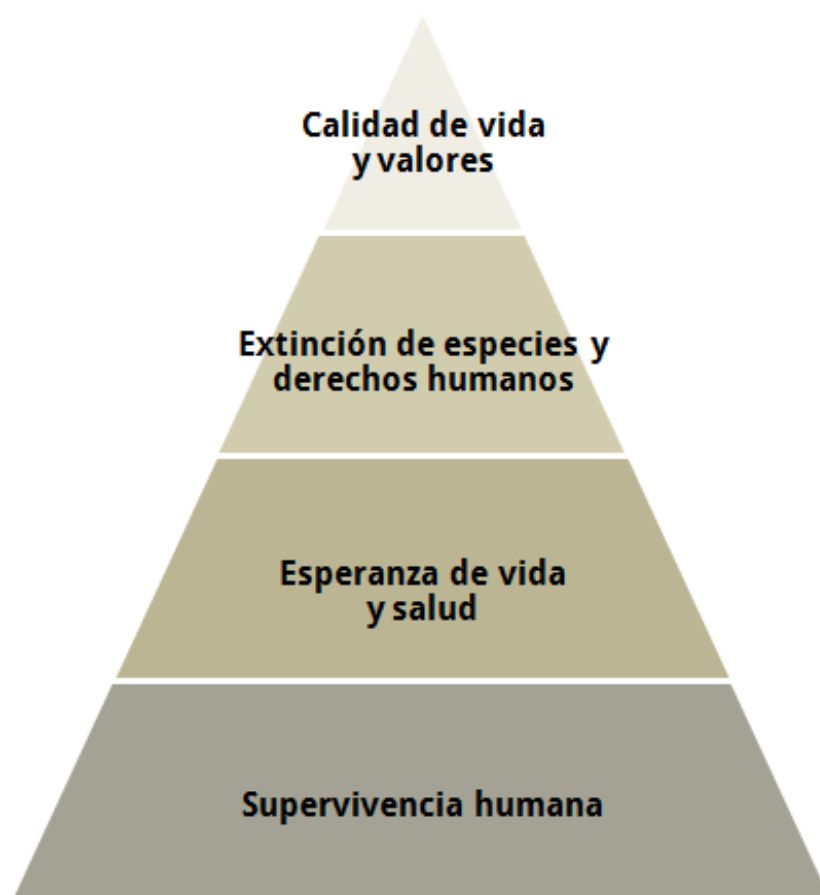 Calidad de vida
y valores
Extinción de especies y
derechos humanos
Esperanza de vida
y salud
Supervivencia humana